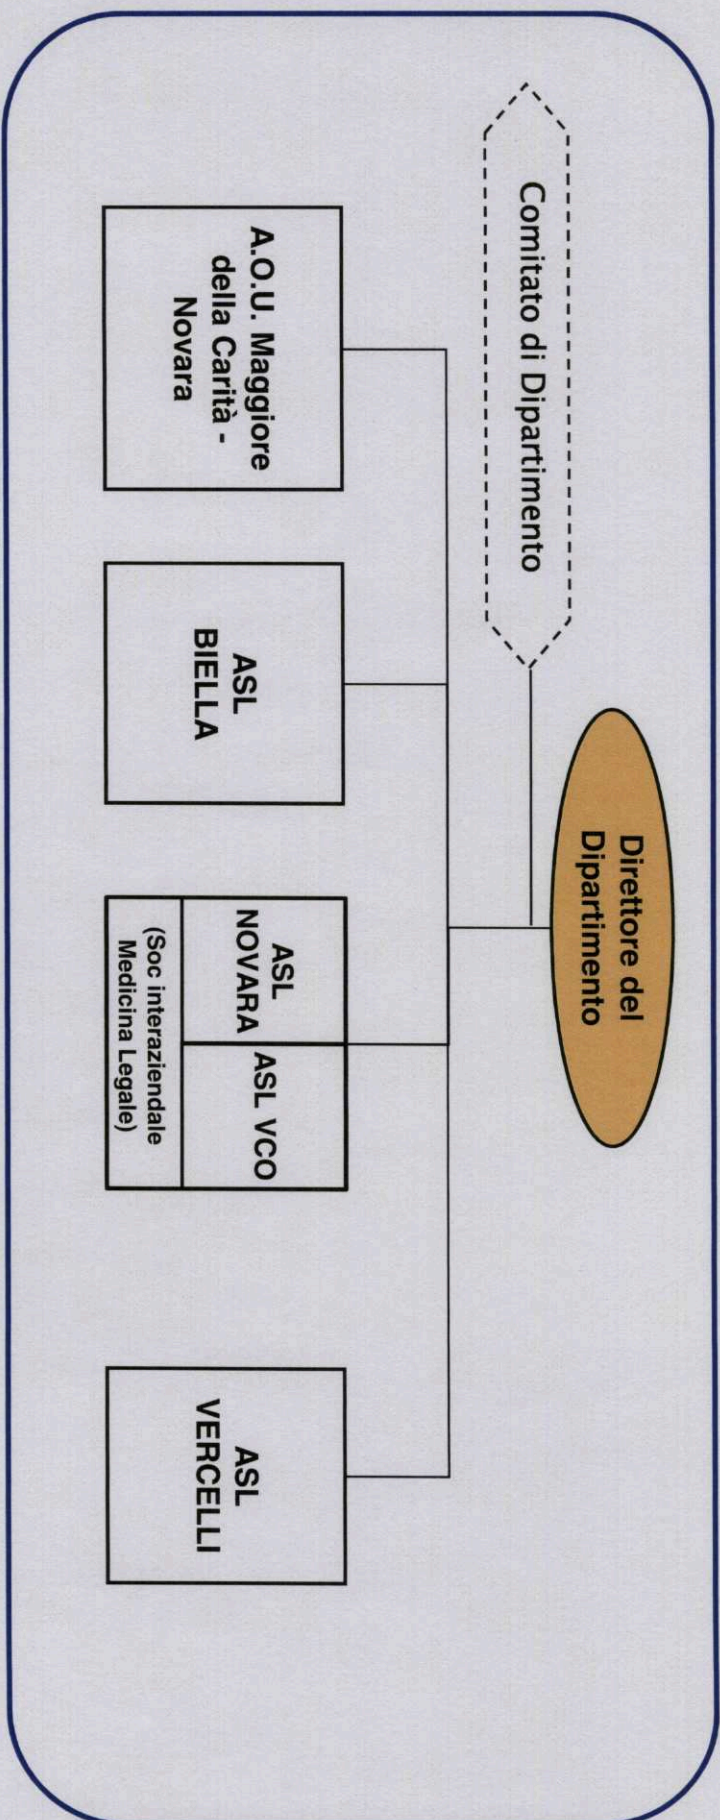 Direttore del
Dipartimento
Comitato di Dipartimento
A.O.U. Maggiore
della Carità -
Novara
ASL
BIELLA
ASL
NOVARA
ASL VCO
(Soc interaziendale
Medicina Legale)
ASL
VERCELLI